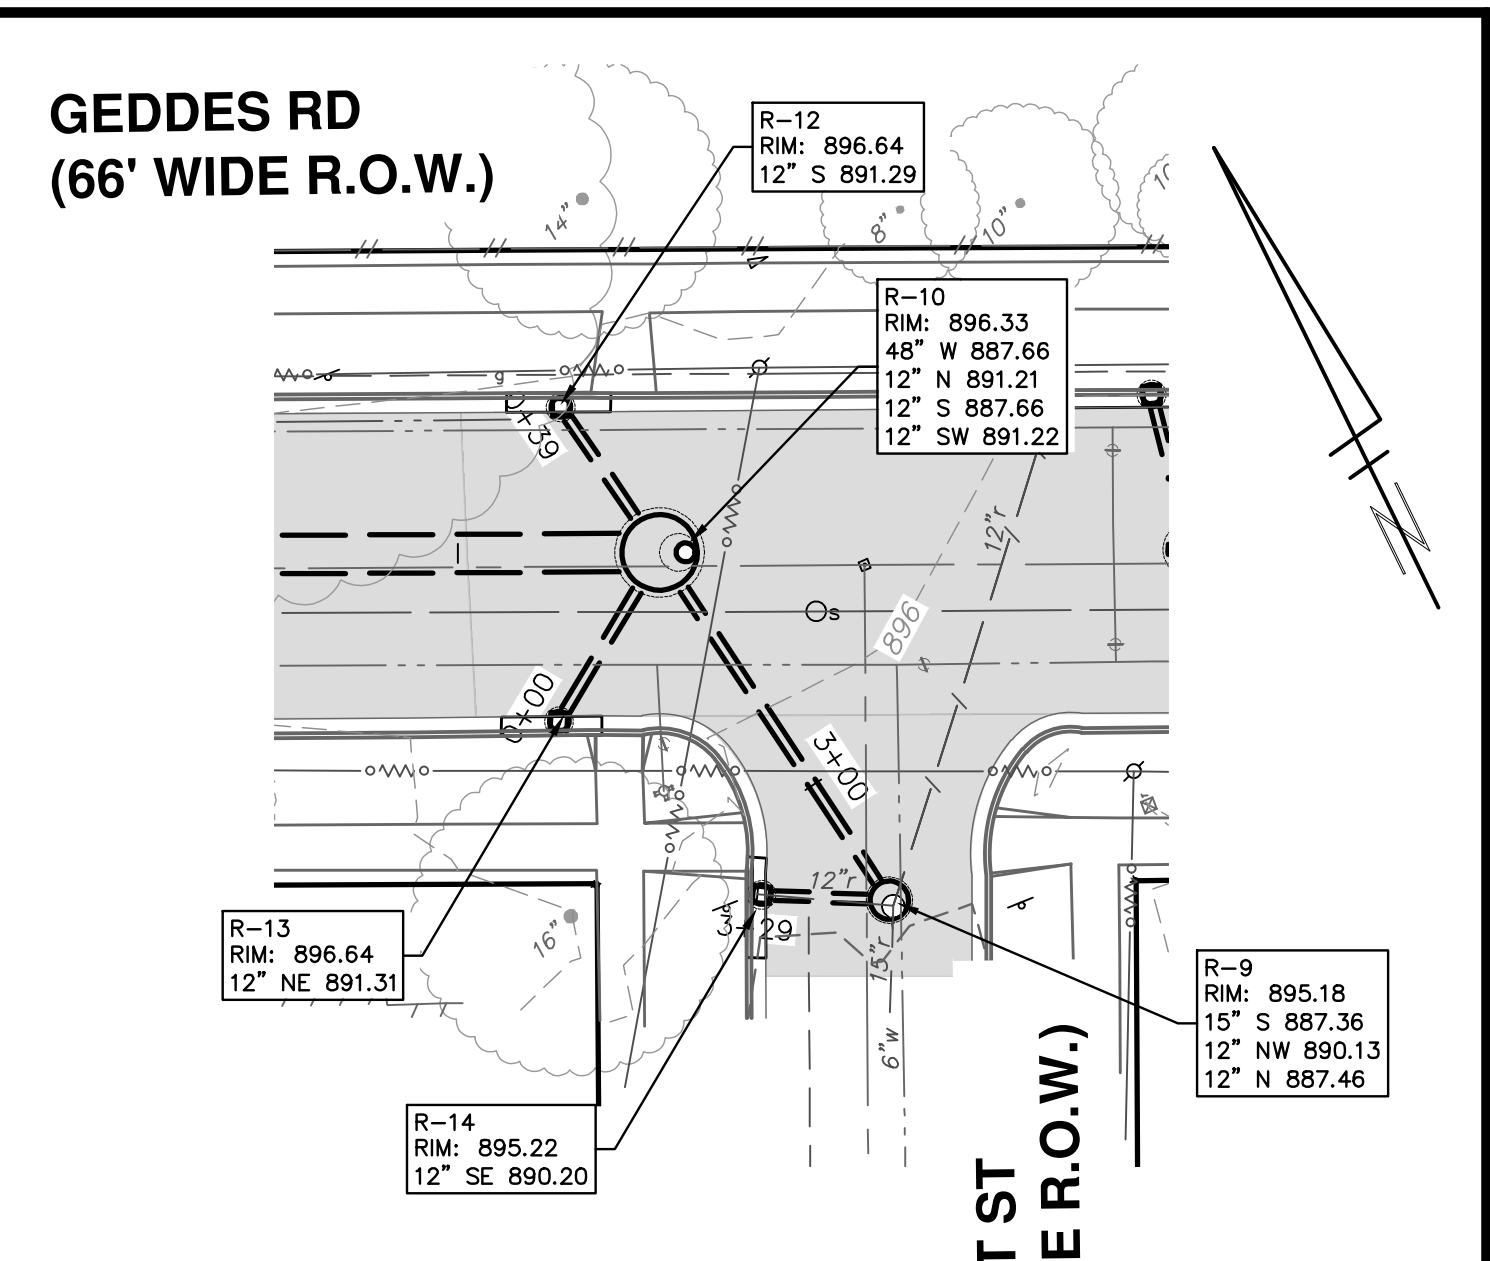 GEDDES RD
(66' WIDE R.O.W.)
R-12
RIM: 896.64
12" S 891.29
14"
8"
10"
10
R-10
RIM: 896.33
48" W 887.66
12" N 891.21
12" S 887.66
12" SW 891.22
g
0+39
12"r
s
896
0+00
3+00
12"r
3+29
15"r
16"
R-13
RIM: 896.64
12" NE 891.31
R-9
RIM: 895.18
15" S 887.36
12" NW 890.13
12" N 887.46
6"w
R-14
RIM: 895.22
12" SE 890.20
T ST
E R.O.W.)
N